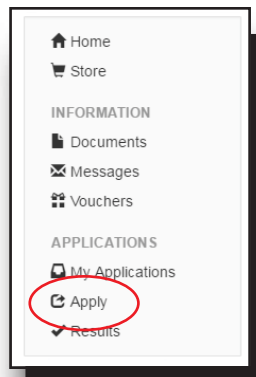 Home
Store
INFORMATION
Documents
Messages
Vouchers
APPLICATIONS
My Applications
Apply
Results